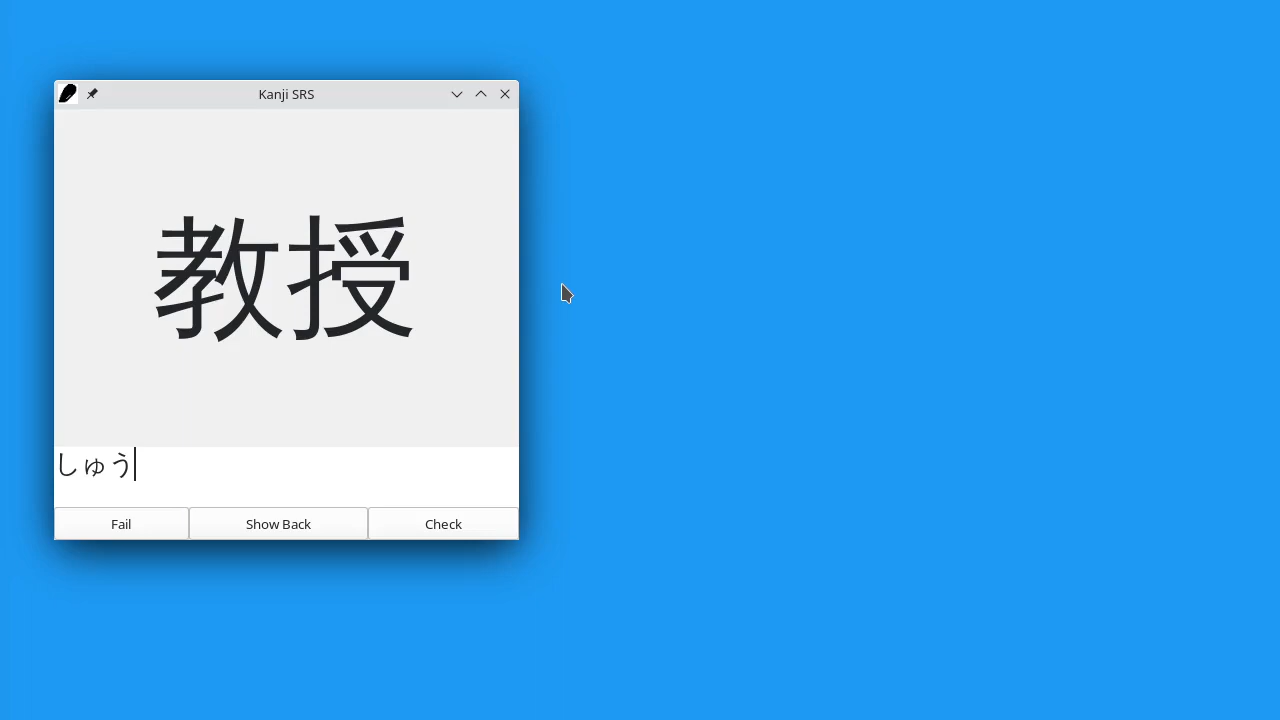 Kanji SRS
教授
しゅう
Fail
Show Back
Check